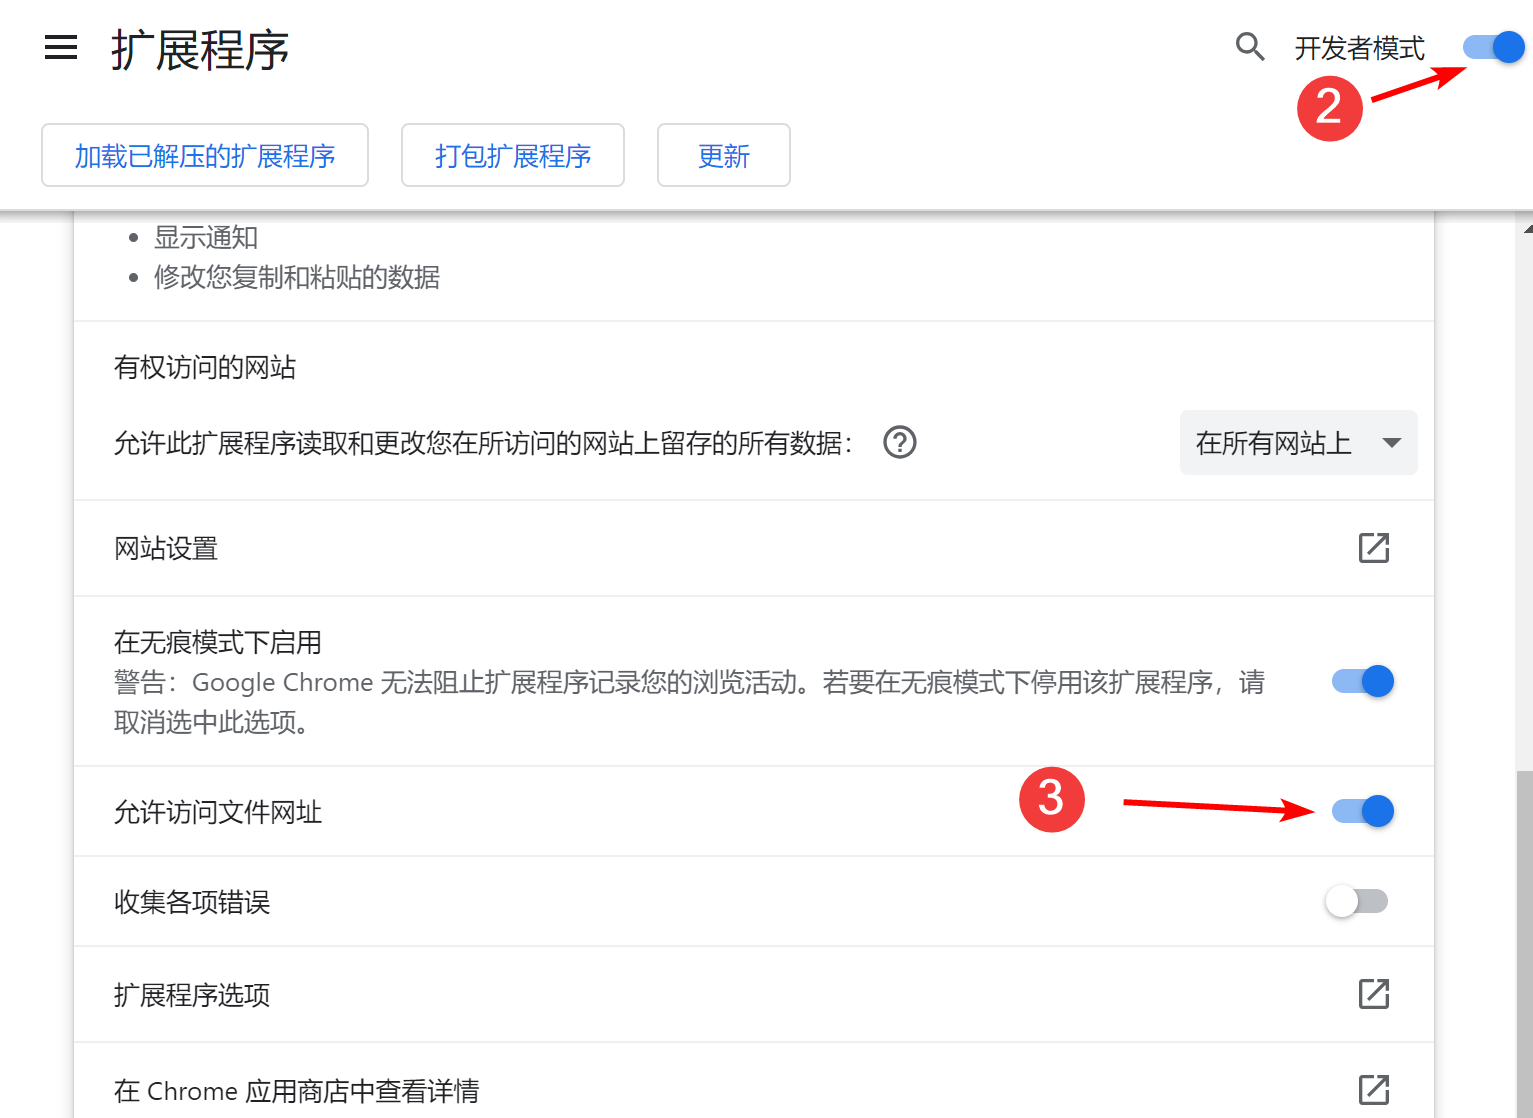 扩展程序
开发者模式
2
加载已解压的扩展程序
打包扩展程序
更新
显示通知
修改您复制和粘贴的数据
有权访问的网站
允许此扩展程序读取和更改您在所访问的网站上留存的所有数据：
在所有网站上
网站设置
在无痕模式下启用
警告：Google Chrome 无法阻止扩展程序记录您的浏览活动。若要在无痕模式下停用该扩展程序，请
取消选中此选项。
允许访问文件网址
3
收集各项错误
扩展程序选项
在 Chrome 应用商店中查看详情